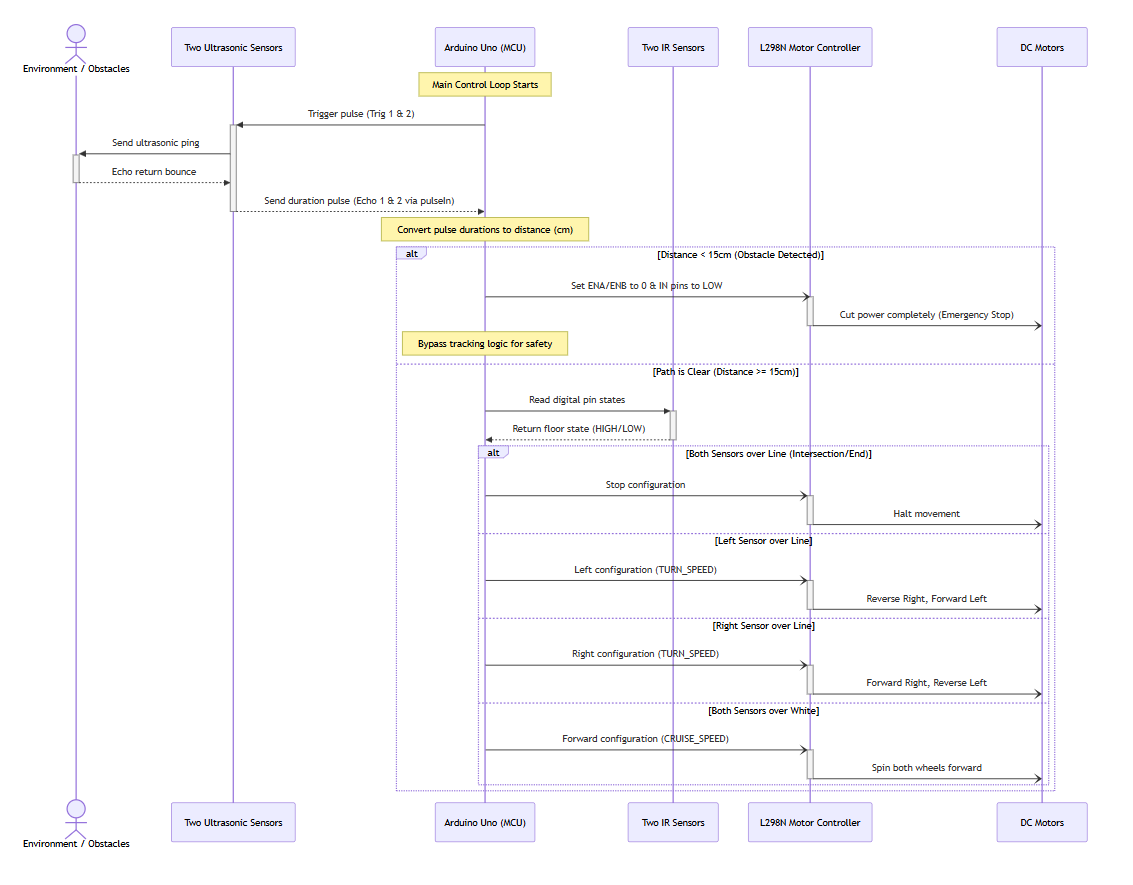 Two Ultrasonic Sensors
Arduino Uno (MCU)
Two IR Sensors
L298N Motor Controller
DC Motors
Environment / Obstacles
Main Control Loop Starts
Trigger pulse (Trig 1 & 2)
Send ultrasonic ping
Echo return bounce
Send duration pulse (Echo 1 & 2 via pulseIn)
Convert pulse durations to distance (cm)
alt
[Distance < 15cm (Obstacle Detected)]
Set ENA/ENB to 0 & IN pins to LOW
Cut power completely (Emergency Stop)
Bypass tracking logic for safety
[Path is Clear (Distance >= 15cm)]
Read digital pin states
Return floor state (HIGH/LOW)
alt
[Both Sensors over Line (Intersection/End)]
Stop configuration
Halt movement
[Left Sensor over Line]
Left configuration (TURN_SPEED)
Reverse Right, Forward Left
[Right Sensor over Line]
Right configuration (TURN_SPEED)
Forward Right, Reverse Left
[Both Sensors over White]
Forward configuration (CRUISE_SPEED)
Spin both wheels forward
Two Ultrasonic Sensors
Arduino Uno (MCU)
Two IR Sensors
L298N Motor Controller
DC Motors
Environment / Obstacles